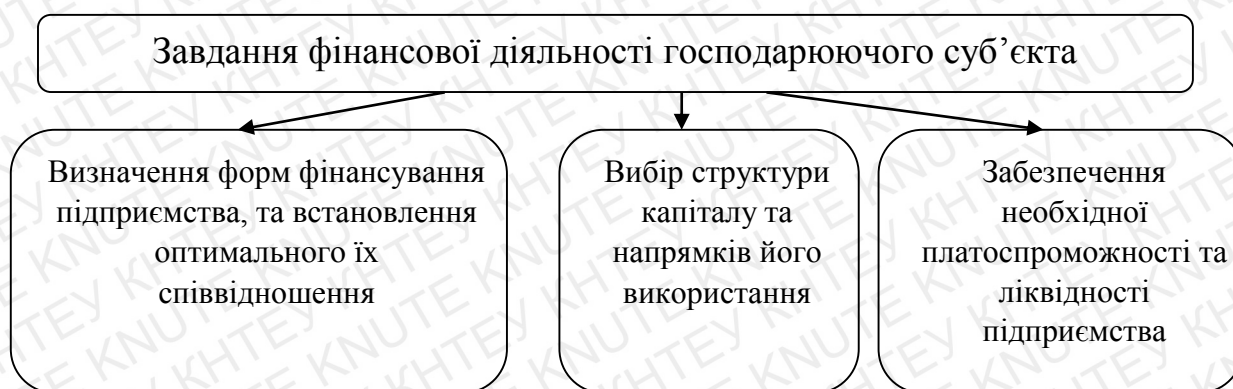 Завдання фінансової діяльності господарюючого суб’єкта
Визначення форм фінансування
підприємства, та встановлення
оптимального їх
співвідношення
Вибір структури
капіталу та
напрямків його
використання
Забезпечення
необхідної
платоспроможності та
ліквідності
підприємства